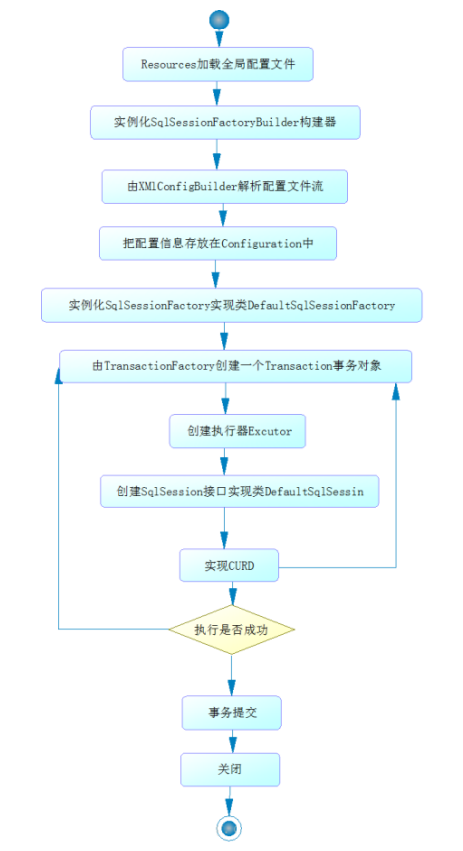 Resources加载全局配置文件
实例化SqlSessionFactoryBuilder构建器
由XMlConfigBuilder解析配置文件流
把配置信息存放在Configuration中
实例化SqlSessionFactory实现类DefaultSqlSessionFactory
由TransactionFactory创建一个Transaction事务对象
创建执行器Excutor
创建SqlSession接口实现类DefaultSqlSessin
实现CURD
执行是否成功
事务提交
关闭